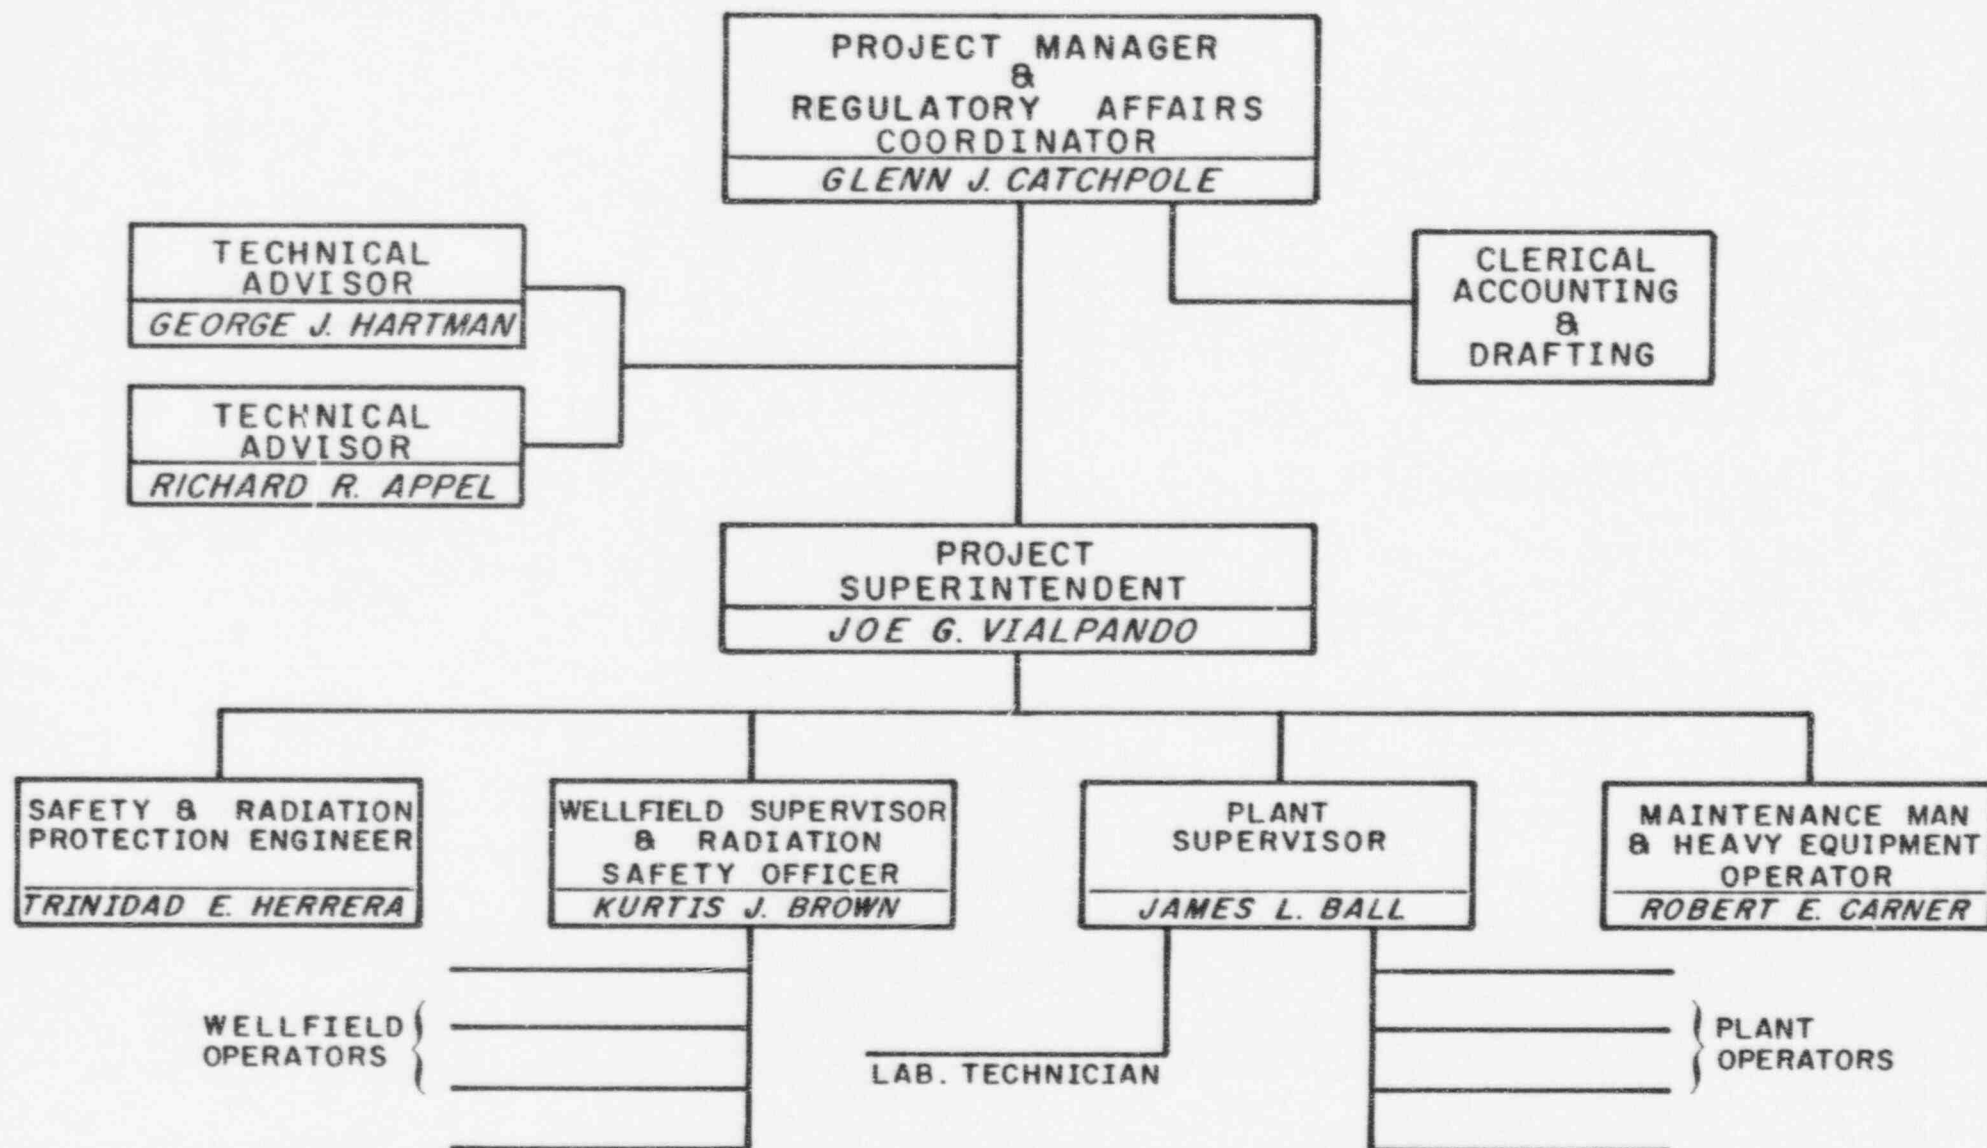 PROJECT MANAGER
&
REGULATORY AFFAIRS
COORDINATOR
GLENN J. CATCHPOLE
TECHNICAL
ADVISOR
GEORGE J. HARTMAN
CLERICAL
ACCOUNTING
&
DRAFTING
TECHNICAL
ADVISOR
RICHARD R. APPEL
PROJECT
SUPERINTENDENT
JOE G. VIALPANDO
SAFETY & RADIATION
PROTECTION ENGINEER
TRINIDAD E. HERRERA
WELLFIELD SUPERVISOR
& RADIATION
SAFETY OFFICER
KURTIS J. BROWN
PLANT
SUPERVISOR
JAMES L. BALL
MAINTENANCE MAN
& HEAVY EQUIPMENT
OPERATOR
ROBERT E. CARNER
WELLFIELD
OPERATORS
LAB. TECHNICIAN
PLANT
OPERATORS